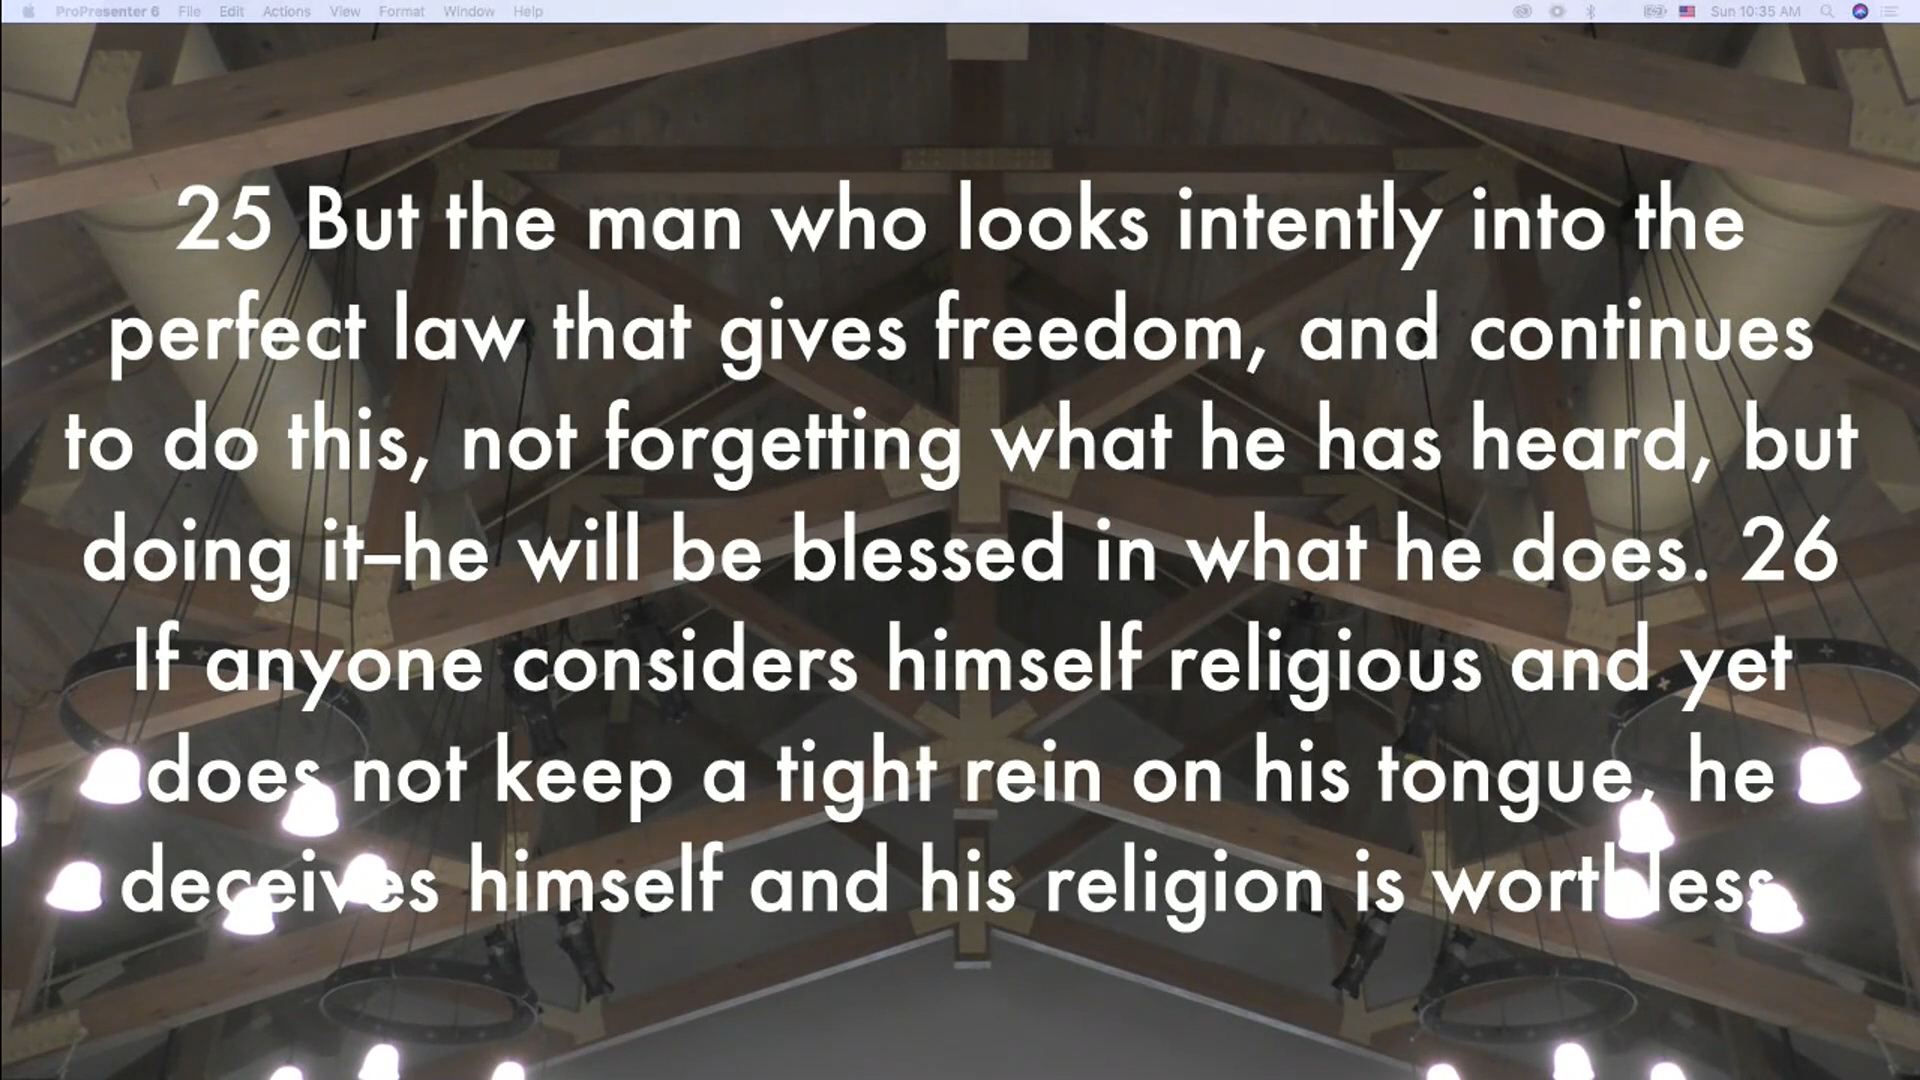 ProPresenter 6 File Edit Actions View Format Window Help Sun 10:35 AM
25 But the man who looks intently into the
perfect law that gives freedom, and continues
to do this, not forgetting what he has heard, but
doing it–he will be blessed in what he does. 26
If anyone considers himself religious and yet
does not keep a tight rein on his tongue, he
deceives himself and his religion is worthless.